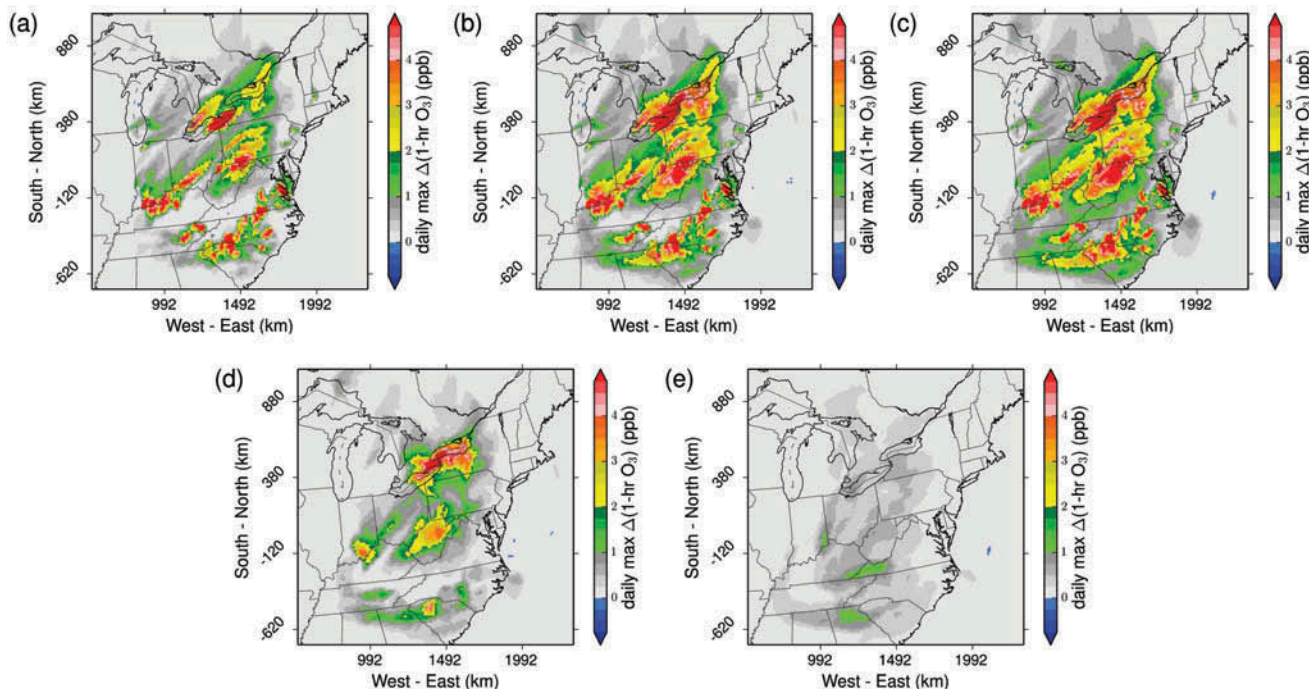 (a)
South - North (km)
880
380
-120
-620
992 1492 1992
West - East (km)
4
3
2
1
0
daily max Δ(1-hr O₃) (ppb)
(b)
South - North (km)
880
380
-120
-620
992 1492 1992
West - East (km)
4
3
2
1
0
daily max Δ(1-hr O₃) (ppb)
(c)
South - North (km)
880
380
-120
-620
992 1492 1992
West - East (km)
4
3
2
1
0
daily max Δ(1-hr O₃) (ppb)
(d)
South - North (km)
880
380
-120
-620
992 1492 1992
West - East (km)
4
3
2
1
0
daily max Δ(1-hr O₃) (ppb)
(e)
South - North (km)
880
380
-120
-620
992 1492 1992
West - East (km)
4
3
2
1
0
daily max Δ(1-hr O₃) (ppb)